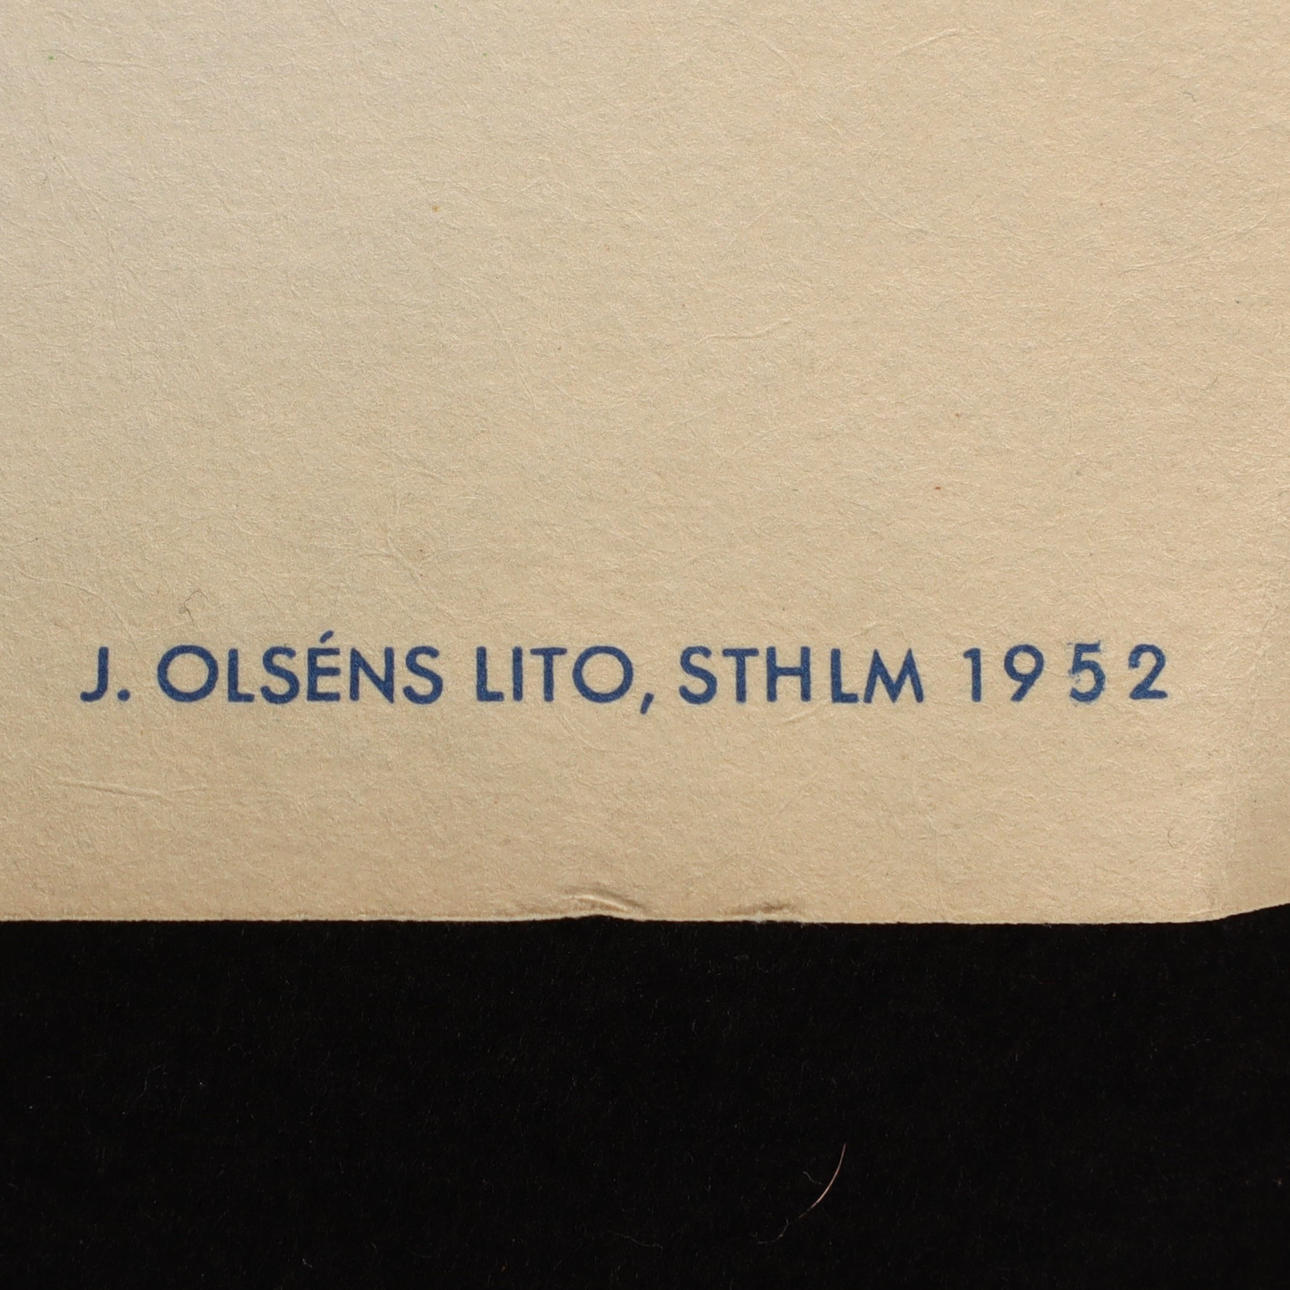 J. OLSÉNS LITO, STHLM 1952